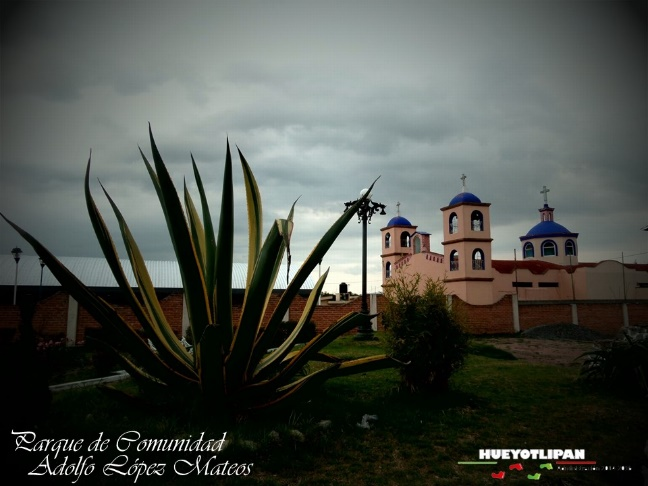 Parque de Comunidad
Adolfo López Mateos
HUEYOTLIPAN